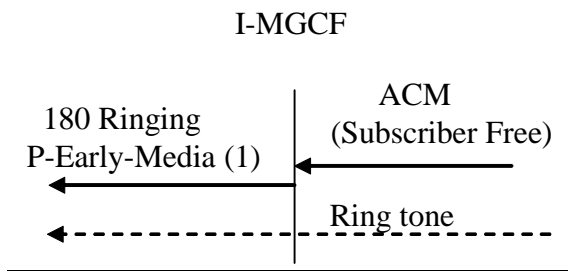 I-MGCF
ACM
180 Ringing
(Subscriber Free)
P-Early-Media (1)
Ring tone